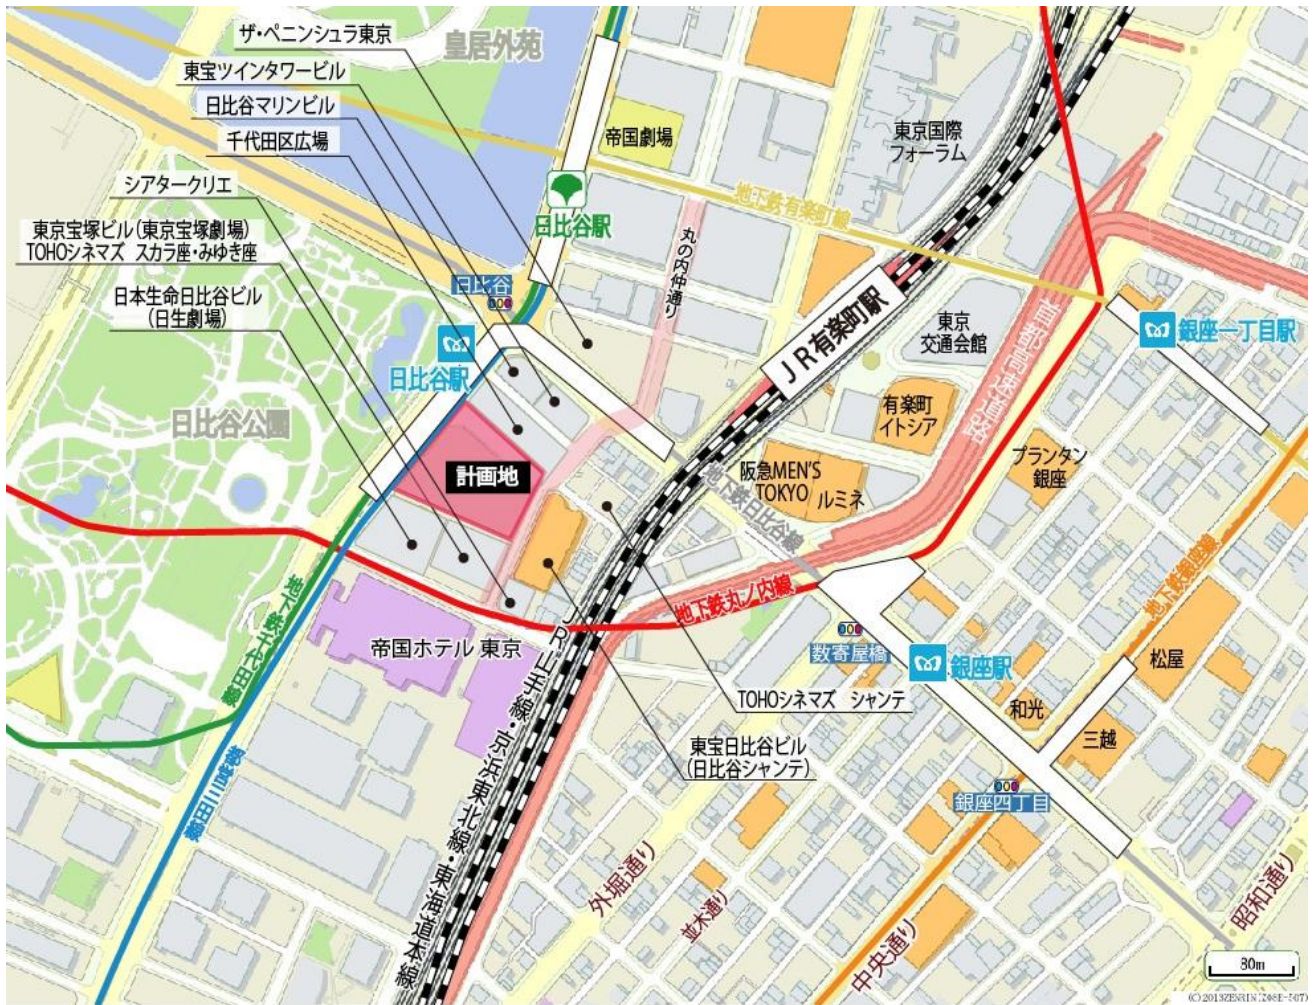 ザ・ペニンシュラ東京
皇居外苑
東宝ツインタワービル
日比谷マリンビル
千代田区広場
帝国劇場
東京国際
フォーラム
シアタークリエ
地下鉄有楽町線
日比谷駅
東京宝塚ビル(東京宝塚劇場)
TOHOシネマズ スカラ座・みゆき座
丸の内仲通り
日本生命日比谷ビル
(日生劇場)
日比谷
JR有楽町駅
東京
交通会館
首都高速道路
銀座一丁目駅
日比谷駅
日比谷公園
有楽町
イトシア
プランタン
銀座
計画地
阪急MEN'S
TOKYO
ルミネ
地下鉄日比谷線
地下鉄銀座線
地下鉄丸ノ内線
地下鉄千代田線
帝国ホテル 東京
数寄屋橋
銀座駅
松屋
TOHOシネマズ シャンテ
和光
三越
東宝日比谷ビル
(日比谷シャンテ)
都営三田線
JR山手線・京浜東北線・東海道本線
銀座四丁目
外堀通り
並木通り
中央通り
昭和通り
80m